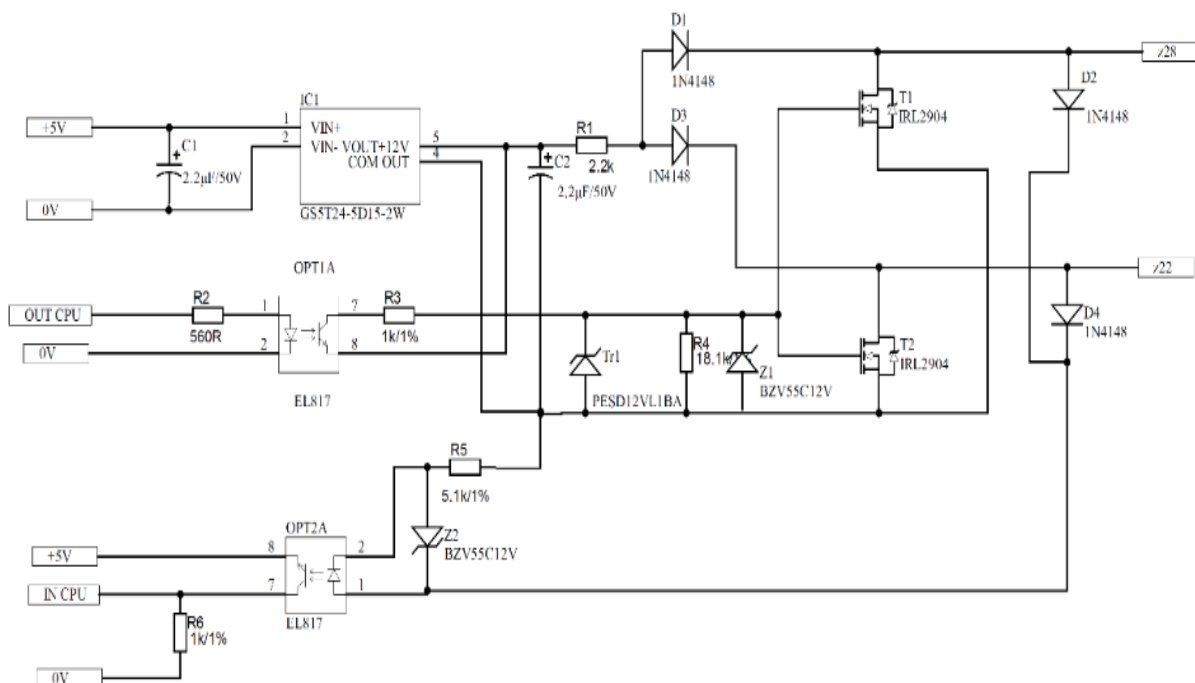 D1
1N4148
z28
D2
1N4148
T1
IRL2904
IC1
+5V
1
VIN+
2
VIN- VOLT+12V
5
COM OUT
4
C1
+
2.2µF/50V
0V
GS5T24-5D15-2W
R1
2.2k
+
C2
2,2µF/50V
D3
1N4148
z22
D4
1N4148
T2
IRL2904
OPT1A
OUT CPU
R2
560R
1
7
R3
1k/1%
0V
2
8
EL817
Tr1
PESD12VL1BA
R4
18.1k
Z1
BZV55C12V
R5
5.1k/1%
Z2
BZV55C12V
OPT2A
+5V
8
2
IN CPU
7
1
EL817
R6
1k/1%
0V